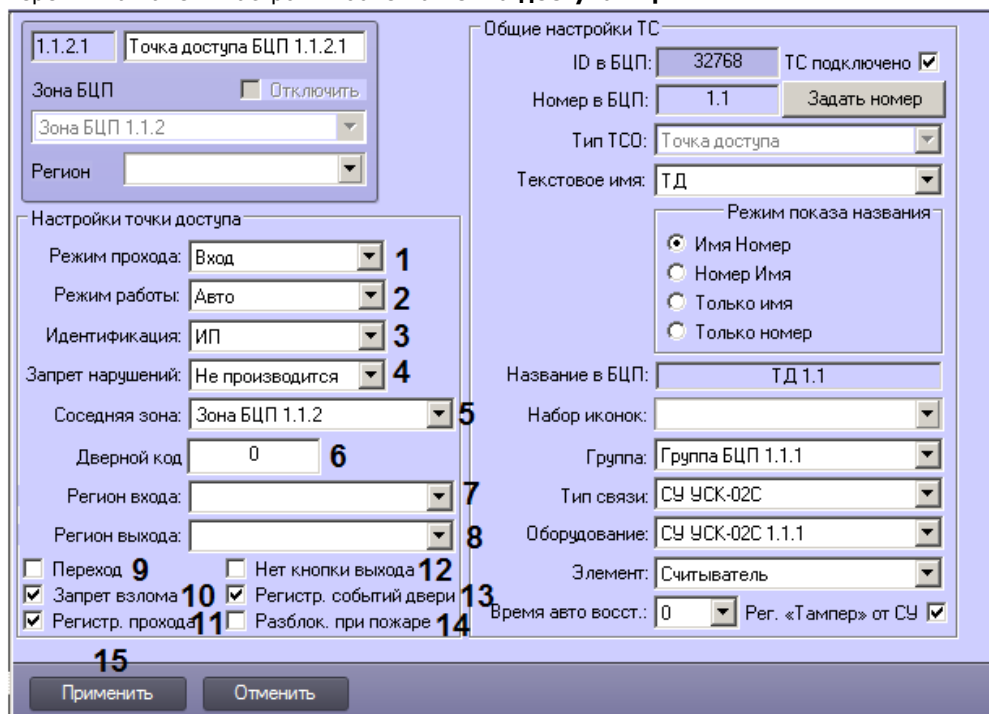 1.1.2.1 Точка доступа БЦП 1.1.2.1
Зона БЦП Отключить
Зона БЦП 1.1.2
Регион
Настройки точки доступа
Режим прохода: Вход 1
Режим работы: Авто 2
Идентификация: ИП 3
Запрет нарушений: Не производится 4
Соседняя зона: Зона БЦП 1.1.2 5
Дверной код 0 6
Регион входа: 7
Регион выхода: 8
Переход 9 Нет кнопки выхода 12
Запрет взлома 10 Регистр. событий двери 13
Регистр. прохода 11 Разблок. при пожаре 14
Общие настройки ТС
ID в БЦП: 32768 ТС подключено
Номер в БЦП: 1.1 Задать номер
Тип ТСО: Точка доступа
Текстовое имя: ТД
Режим показа названия
Имя Номер
Номер Имя
Только имя
Только номер
Название в БЦП: ТД 1.1
Набор иконок:
Группа: Группа БЦП 1.1.1
Тип связи: СУ УСК-02С
Оборудование: СУ УСК-02С 1.1.1
Элемент: Считыватель
Время авто восст.: 0 Рег. «Тампер» от СУ
15
Применить Отменить